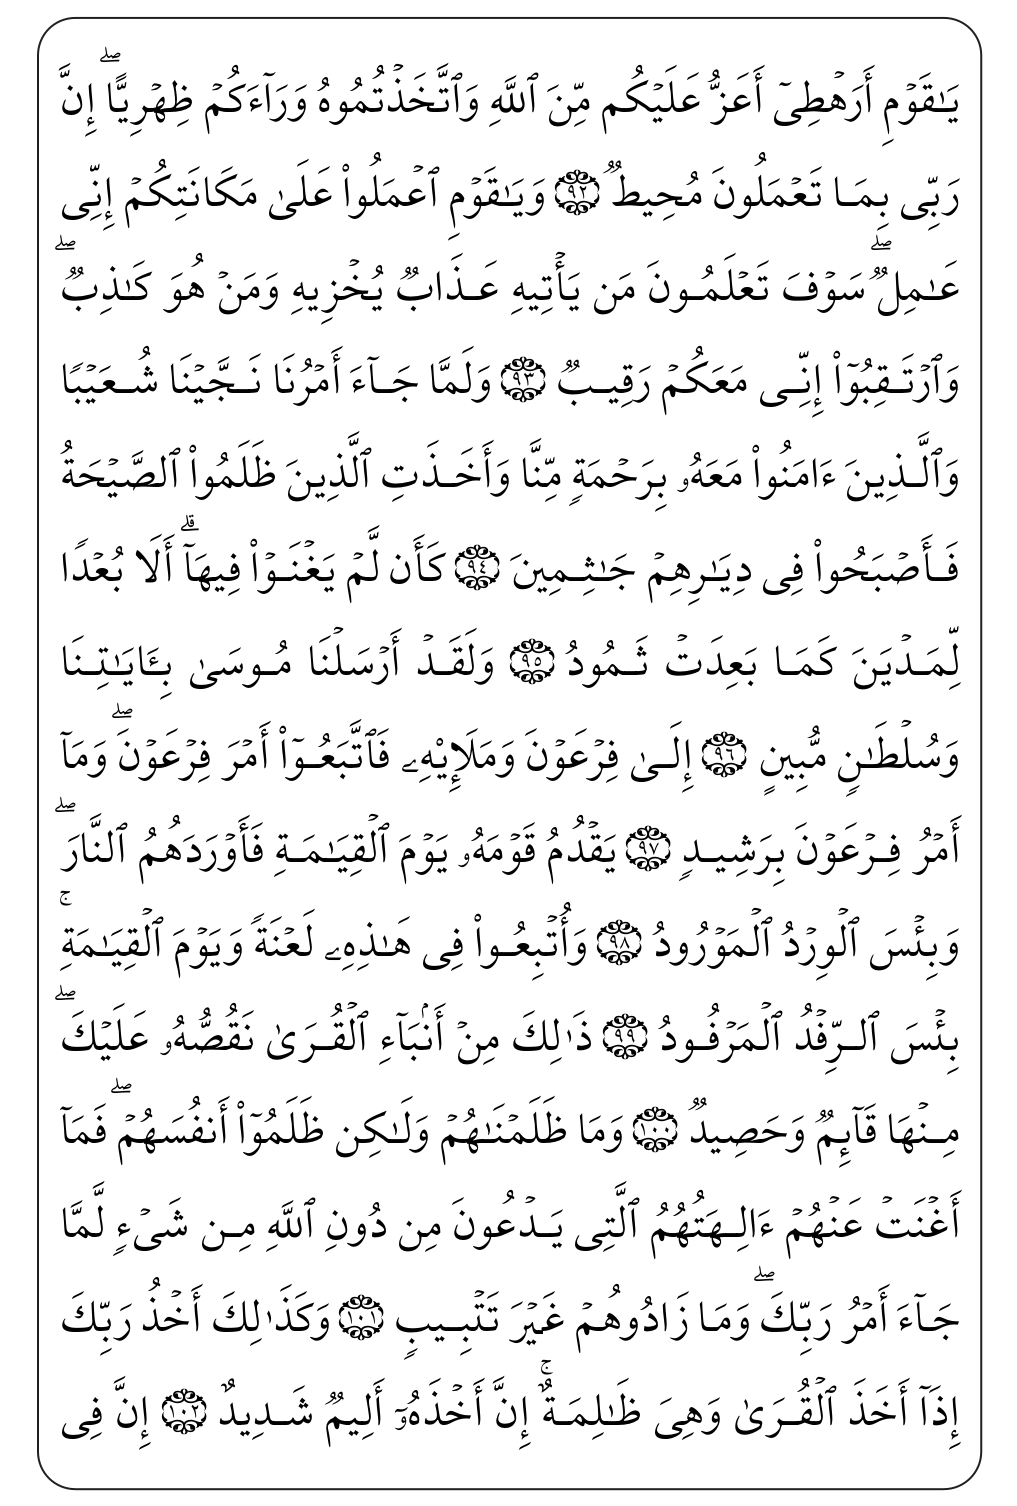 يَـٰقَوۡمِ أَرَهۡطِىٓ أَعَزُّ عَلَيۡكُم مِّنَ ٱللَّهِ وَٱتَّخَذۡتُمُوهُ وَرَآءَكُمۡ ظِهۡرِيًّاۖ إِنَّ
رَبِّى بِمَا تَعۡمَلُونَ مُحِيطٌۭ ٩٢ وَيَـٰقَوۡمِ ٱعۡمَلُواْ عَلَىٰ مَكَانَتِكُمۡ إِنِّى
عَـٰمِلٌۭۖ سَوۡفَ تَعۡلَمُونَ مَن يَأۡتِيهِ عَذَابٌۭ يُخۡزِيهِ وَمَنۡ هُوَ كَـٰذِبٌۭۖ
وَٱرۡتَقِبُوٓاْ إِنِّى مَعَكُمۡ رَقِيبٌۭ ٩٣ وَلَمَّا جَآءَ أَمۡرُنَا نَجَّيۡنَا شُعَيۡبًۭا
وَٱلَّذِينَ ءَامَنُواْ مَعَهُۥ بِرَحۡمَةٍۢ مِّنَّا وَأَخَذَتِ ٱلَّذِينَ ظَلَمُواْ ٱلصَّيۡحَةُ
فَأَصۡبَحُواْ فِى دِيَـٰرِهِمۡ جَـٰثِمِينَ ٩٤ كَأَن لَّمۡ يَغۡنَوۡاْ فِيهَآۗ أَلَا بُعۡدًۭا
لِّمَدۡيَنَ كَمَا بَعِدَتۡ ثَمُودُ ٩٥ وَلَقَدۡ أَرۡسَلۡنَا مُوسَىٰ بِـَٔايَـٰتِنَا
وَسُلۡطَـٰنٍۢ مُّبِينٍ ٩٦ إِلَىٰ فِرۡعَوۡنَ وَمَلَإِي۟هِۦ فَٱتَّبَعُوٓاْ أَمۡرَ فِرۡعَوۡنَۖ وَمَآ
أَمۡرُ فِرۡعَوۡنَ بِرَشِيدٍۢ ٩٧ يَقۡدُمُ قَوۡمَهُۥ يَوۡمَ ٱلۡقِيَـٰمَةِ فَأَوۡرَدَهُمُ ٱلنَّارَۖ
وَبِئۡسَ ٱلۡوِرۡدُ ٱلۡمَوۡرُودُ ٩٨ وَأُتۡبِعُواْ فِى هَـٰذِهِۦ لَعۡنَةًۭ وَيَوۡمَ ٱلۡقِيَـٰمَةِۚ
بِئۡسَ ٱلرِّفۡدُ ٱلۡمَرۡفُودُ ٩٩ ذَٰلِكَ مِنۡ أَنۢبَآءِ ٱلۡقُرَىٰ نَقُصُّهُۥ عَلَيۡكَۖ
مِنۡهَا قَآئِمٌۭ وَحَصِيدٌۭ ١٠٠ وَمَا ظَلَمۡنَـٰهُمۡ وَلَـٰكِن ظَلَمُوٓاْ أَنفُسَهُمۡۖ فَمَآ
أَغۡنَتۡ عَنۡهُمۡ ءَالِهَتُهُمُ ٱلَّتِى يَدۡعُونَ مِن دُونِ ٱللَّهِ مِن شَىۡءٍۢ لَّمَّا
جَآءَ أَمۡرُ رَبِّكَۖ وَمَا زَادُوهُمۡ غَيۡرَ تَتۡبِيبٍۢ ١٠١ وَكَذَٰلِكَ أَخۡذُ رَبِّكَ
إِذَآ أَخَذَ ٱلۡقُرَىٰ وَهِىَ ظَـٰلِمَةٌۚ إِنَّ أَخۡذَهُۥٓ أَلِيمٌۭ شَدِيدٌ ١٠٢ إِنَّ فِى